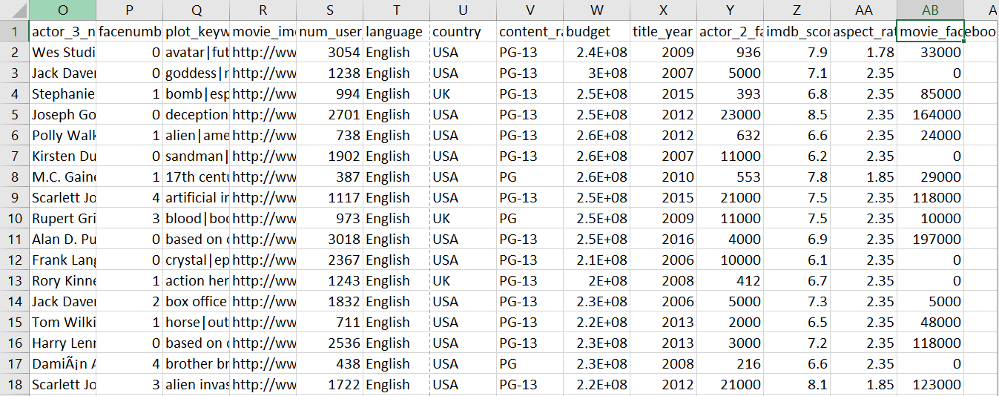 O P Q R S T U V W X Y Z AA AB A
1 actor_3_n facenumb plot_keyw movie_imd num_user_ language country content_ra budget title_year actor_2_fa imdb_scor aspect_rat movie_facebook
2 Wes Studi 0 avatar|fut http://ww 3054 English USA PG-13 2.4E+08 2009 936 7.9 1.78 33000
3 Jack Daver 0 goddess|r http://ww 1238 English USA PG-13 3E+08 2007 5000 7.1 2.35 0
4 Stephanie 1 bomb|esp http://ww 994 English UK PG-13 2.5E+08 2015 393 6.8 2.35 85000
5 Joseph Go 0 deception http://ww 2701 English USA PG-13 2.5E+08 2012 23000 8.5 2.35 164000
6 Polly Walk 1 alien|ame http://ww 738 English USA PG-13 2.6E+08 2012 632 6.6 2.35 24000
7 Kirsten Du 0 sandman| http://ww 1902 English USA PG-13 2.6E+08 2007 11000 6.2 2.35 0
8 M.C. Gaine 1 17th centu http://ww 387 English USA PG 2.6E+08 2010 553 7.8 1.85 29000
9 Scarlett Jo 4 artificial in http://ww 1117 English USA PG-13 2.5E+08 2015 21000 7.5 2.35 118000
10 Rupert Gri 3 blood|boo http://ww 973 English UK PG 2.5E+08 2009 11000 7.5 2.35 10000
11 Alan D. Pu 0 based on c http://ww 3018 English USA PG-13 2.5E+08 2016 4000 6.9 2.35 197000
12 Frank Lang 0 crystal|ep http://ww 2367 English USA PG-13 2.1E+08 2006 10000 6.1 2.35 0
13 Rory Kinne 1 action her http://ww 1243 English UK PG-13 2E+08 2008 412 6.7 2.35 0
14 Jack Daver 2 box office http://ww 1832 English USA PG-13 2.3E+08 2006 5000 7.3 2.35 5000
15 Tom Wilki 1 horse|out http://ww 711 English USA PG-13 2.2E+08 2013 2000 6.5 2.35 48000
16 Harry Lenn 0 based on c http://ww 2536 English USA PG-13 2.3E+08 2013 3000 7.2 2.35 118000
17 DamiÃ¡n A 4 brother br http://ww 438 English USA PG 2.3E+08 2008 216 6.6 2.35 0
18 Scarlett Jo 3 alien invas http://ww 1722 English USA PG-13 2.2E+08 2012 21000 8.1 1.85 123000